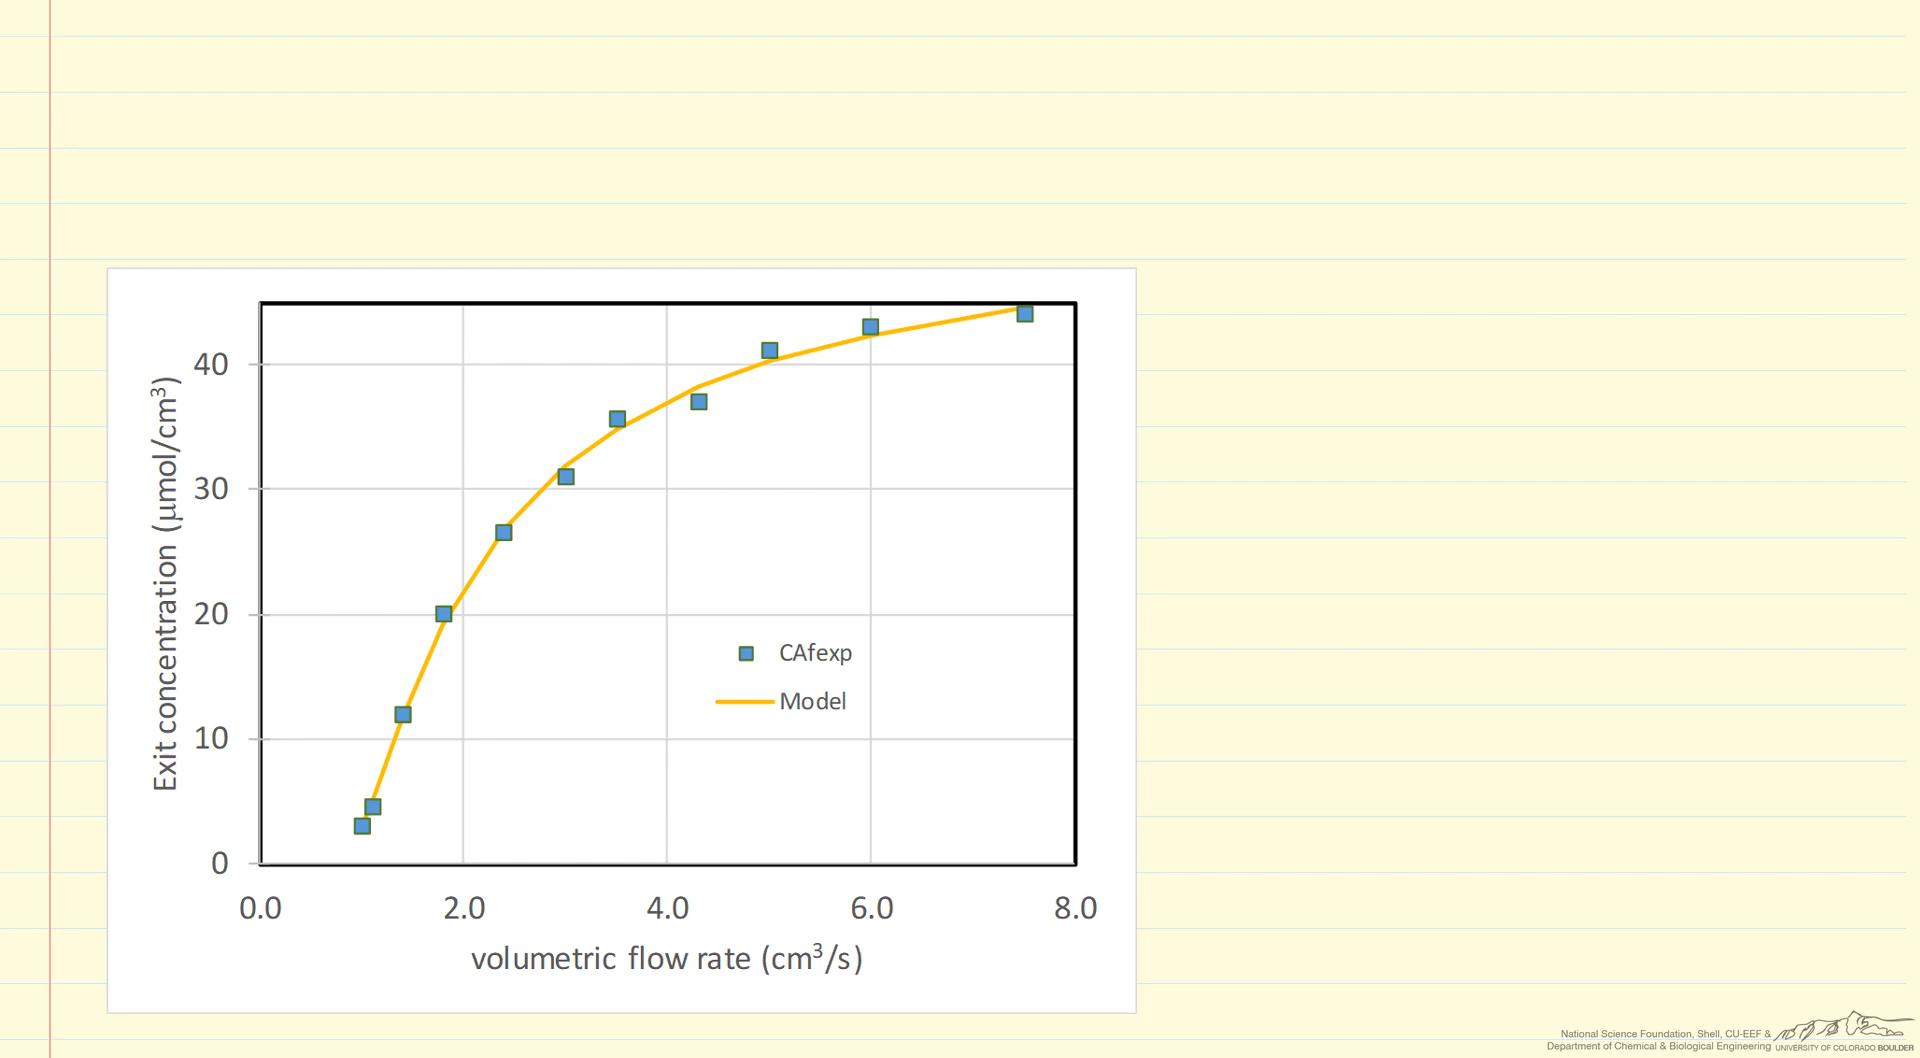 40
30
20
10
0
Exit concentration (μmol/cm³)
CAfexp
Model
0.0 2.0 4.0 6.0 8.0
volumetric flow rate (cm³/s)
National Science Foundation, Shell, CU-EEF &
Department of Chemical & Biological Engineering
UNIVERSITY OF COLORADO BOULDER